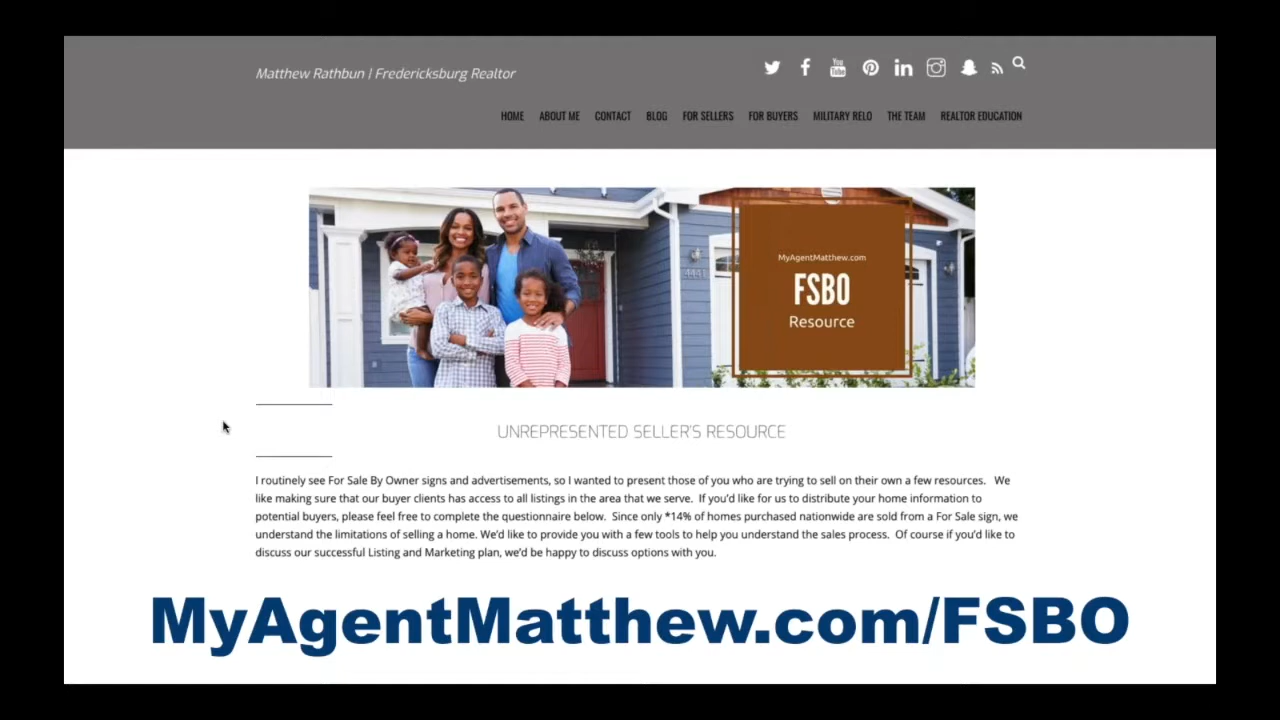 Matthew Rathbun | Fredericksburg Realtor
You
Tube
HOME ABOUT ME CONTACT BLOG FOR SELLERS FOR BUYERS MILITARY RELO THE TEAM REALTOR EDUCATION
4441
MyAgentMatthew.com
FSBO
Resource
UNREPRESENTED SELLER'S RESOURCE
I routinely see For Sale By Owner signs and advertisements, so I wanted to present those of you who are trying to sell on their own a few resources. We
like making sure that our buyer clients has access to all listings in the area that we serve. If you'd like for us to distribute your home information to
potential buyers, please feel free to complete the questionnaire below. Since only *14% of homes purchased nationwide are sold from a For Sale sign, we
understand the limitations of selling a home. We'd like to provide you with a few tools to help you understand the sales process. Of course if you'd like to
discuss our successful Listing and Marketing plan, we'd be happy to discuss options with you.
MyAgentMatthew.com/FSBO